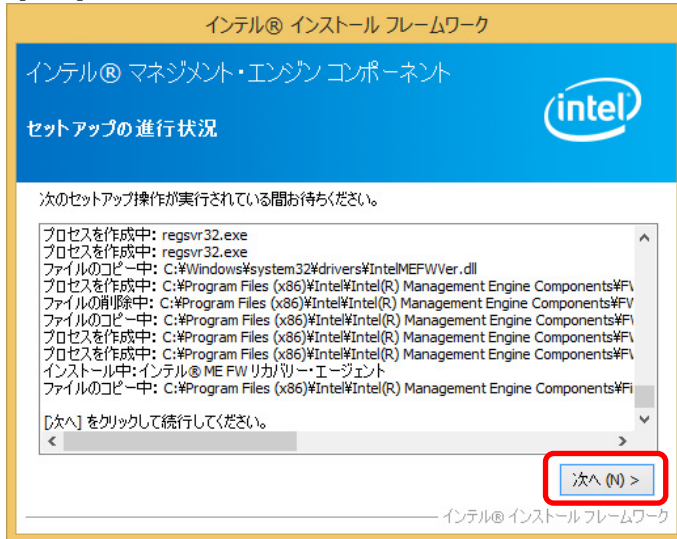 インテル® インストール フレームワーク
インテル® マネジメント・エンジン コンポーネント
intel
セットアップの進行状況
次のセットアップ操作が実行されている間お待ちください。
プロセスを作成中: regsvr32.exe
プロセスを作成中: regsvr32.exe
ファイルのコピー中: C:¥Windows¥system32¥drivers¥IntelMEFWVer.dll
プロセスを作成中: C:¥Program Files (x86)¥Intel¥Intel(R) Management Engine Components¥FW
ファイルの削除中: C:¥Program Files (x86)¥Intel¥Intel(R) Management Engine Components¥FW
ファイルのコピー中: C:¥Program Files (x86)¥Intel¥Intel(R) Management Engine Components¥FW
プロセスを作成中: C:¥Program Files (x86)¥Intel¥Intel(R) Management Engine Components¥FW
プロセスを作成中: C:¥Program Files (x86)¥Intel¥Intel(R) Management Engine Components¥FW
インストール中:インテル® ME FW リカバリー・エージェント
ファイルのコピー中: C:¥Program Files (x86)¥Intel¥Intel(R) Management Engine Components¥Fi
[次へ] をクリックして続行してください。
次へ (N) >
インテル® インストール フレームワーク